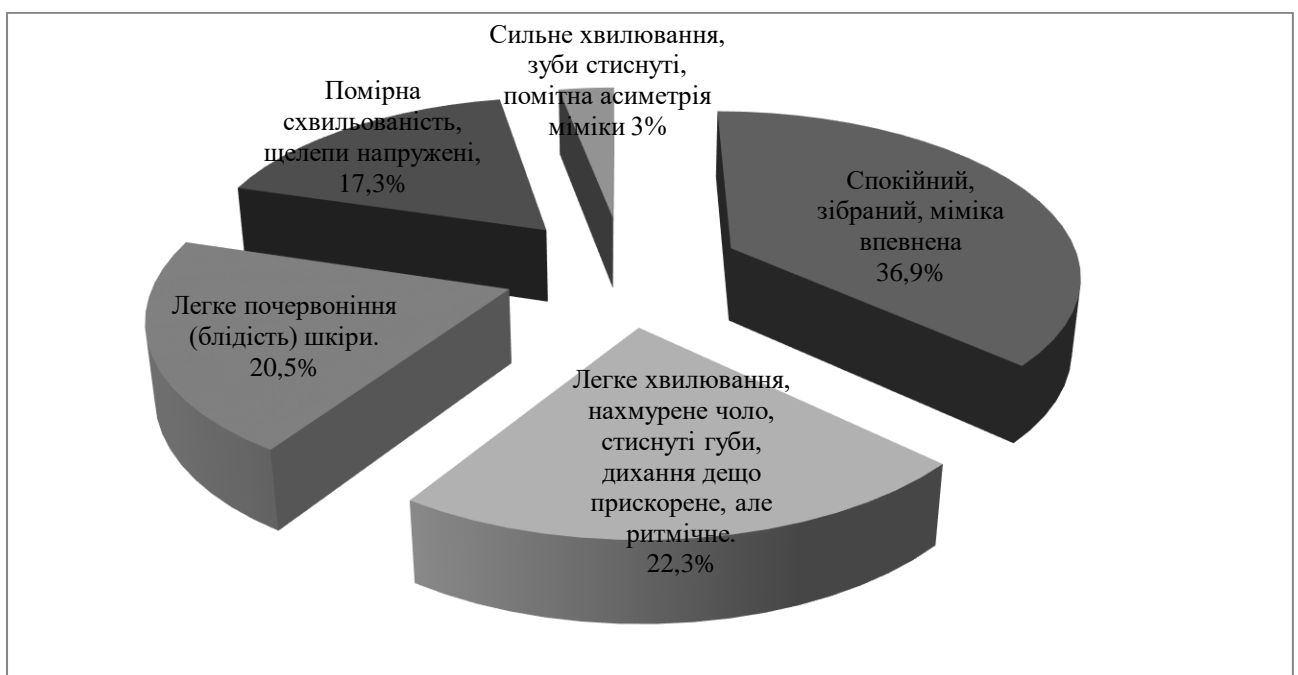 Сильне хвилювання,
зуби стиснуті,
помітна асиметрія
міміки 3%
Помірна
схвильованість,
щелепи напружені,
17,3%
Спокійний,
зібраний, міміка
впевнена
36,9%
Легке почервоніння
(блідість) шкіри.
20,5%
Легке хвилювання,
нахмурене чоло,
стиснуті губи,
дихання дещо
прискорене, але
ритмічне.
22,3%